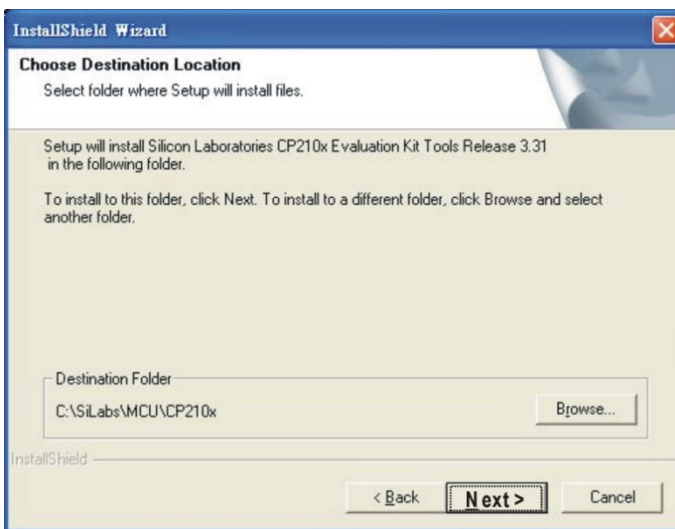 InstallShield Wizard
Choose Destination Location
Select folder where Setup will install files.
Setup will install Silicon Laboratories CP210x Evaluation Kit Tools Release 3.31
in the following folder.
To install to this folder, click Next. To install to a different folder, click Browse and select
another folder.
Destination Folder
C:\SiLabs\MCU\CP210x
Browse...
InstallShield
< Back
Next >
Cancel